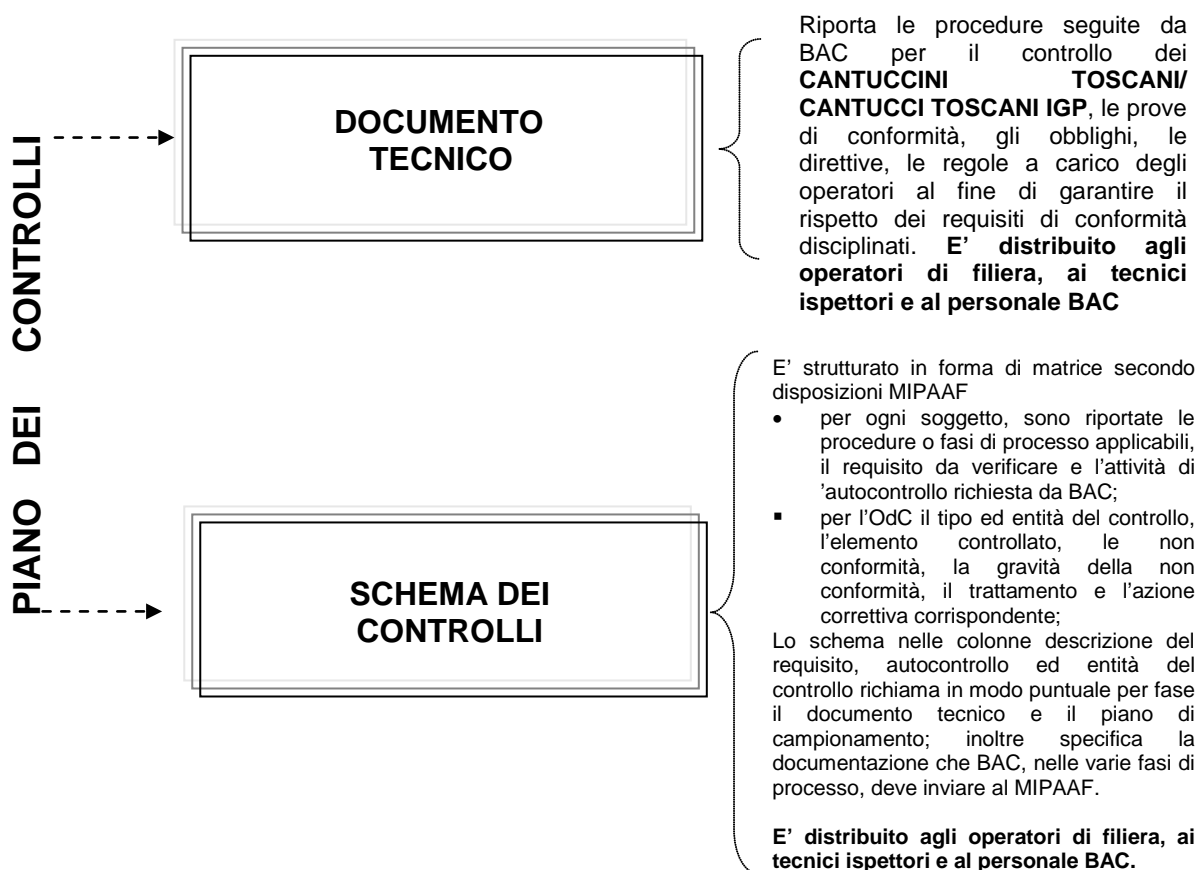 PIANO DEI CONTROLLI
DOCUMENTO
TECNICO
Riporta le procedure seguite da
BAC per il controllo dei
CANTUCCINI TOSCANI/
CANTUCCI TOSCANI IGP, le prove
di conformità, gli obblighi, le
direttive, le regole a carico degli
operatori al fine di garantire il
rispetto dei requisiti di conformità
disciplinati. E' distribuito agli
operatori di filiera, ai tecnici
ispettori e al personale BAC
SCHEMA DEI
CONTROLLI
E' strutturato in forma di matrice secondo
disposizioni MIPAAF
• per ogni soggetto, sono riportate le
procedure o fasi di processo applicabili,
il requisito da verificare e l'attività di
'autocontrollo richiesta da BAC;
▪ per l'OdC il tipo ed entità del controllo,
l'elemento controllato, le non
conformità, la gravità della non
conformità, il trattamento e l'azione
correttiva corrispondente;
Lo schema nelle colonne descrizione del
requisito, autocontrollo ed entità del
controllo richiama in modo puntuale per fase
il documento tecnico e il piano di
campionamento; inoltre specifica la
documentazione che BAC, nelle varie fasi di
processo, deve inviare al MIPAAF.
E' distribuito agli operatori di filiera, ai
tecnici ispettori e al personale BAC.